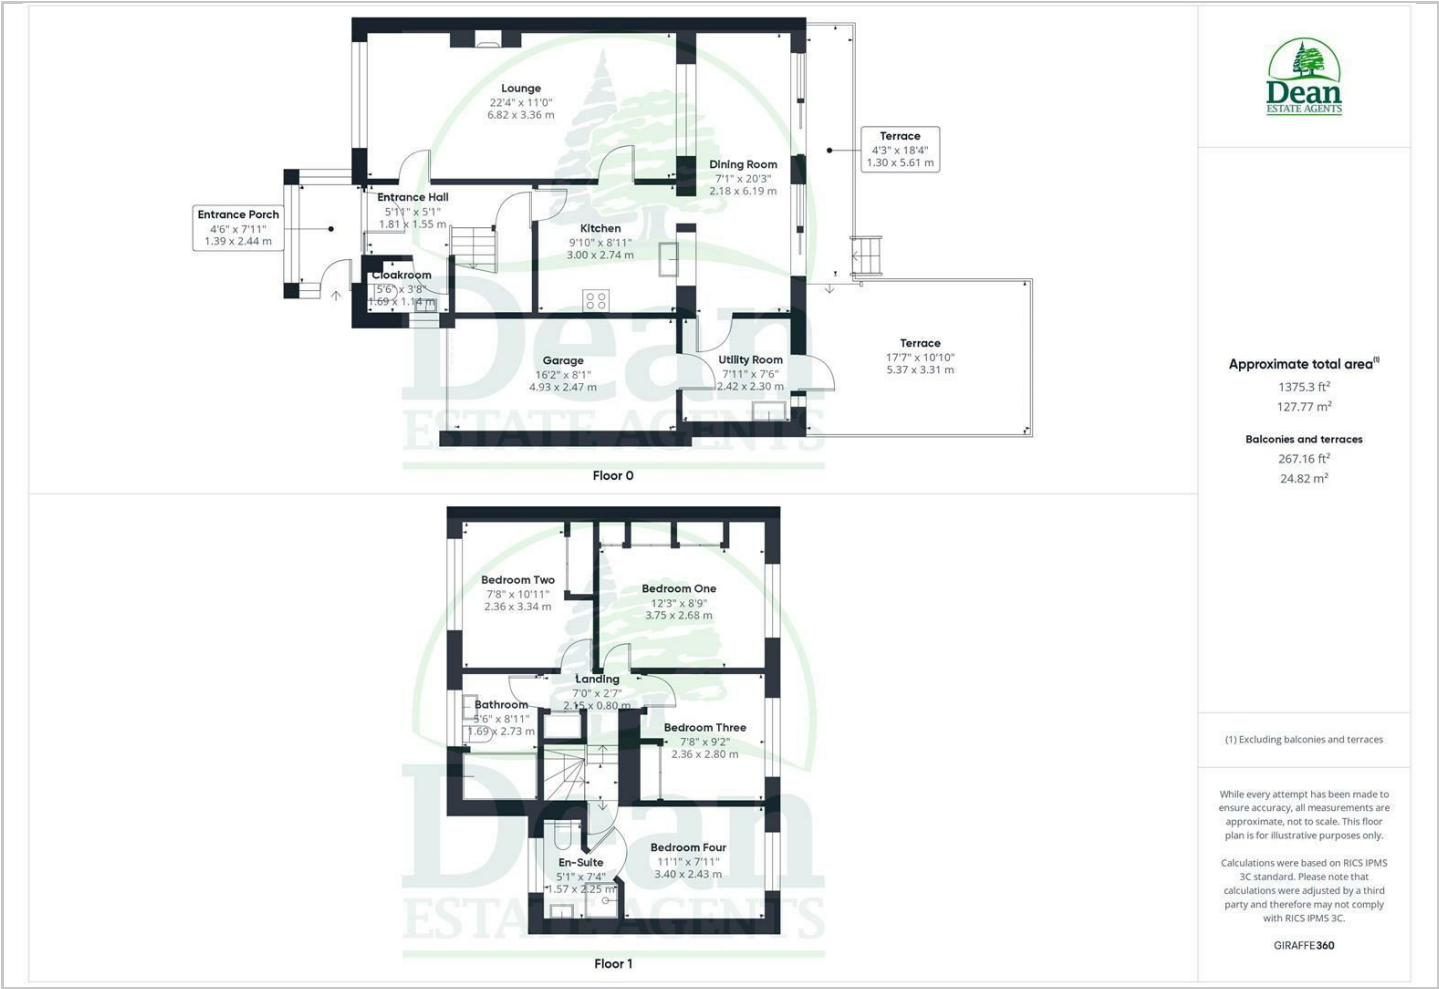 Lounge
22'4" x 11'0"
6.82 x 3.36 m
Dining Room
7'1" x 20'3"
2.18 x 6.19 m
Terrace
4'3" x 18'4"
1.30 x 5.61 m
Entrance Porch
4'6" x 7'11"
1.39 x 2.44 m
Entrance Hall
5'11" x 5'1"
1.81 x 1.55 m
Kitchen
9'10" x 8'11"
3.00 x 2.74 m
Cloakroom
5'6" x 3'8"
1.69 x 1.14 m
Garage
16'2" x 8'1"
4.93 x 2.47 m
Utility Room
7'11" x 7'6"
2.42 x 2.30 m
Terrace
17'7" x 10'10"
5.37 x 3.31 m
Dean
ESTATE AGENTS
Floor 0
Bedroom Two
7'8" x 10'11"
2.36 x 3.34 m
Bedroom One
12'3" x 8'9"
3.75 x 2.68 m
Landing
7'0" x 2'7"
2.15 x 0.80 m
Bathroom
5'6" x 8'11"
1.69 x 2.73 m
Bedroom Three
7'8" x 9'2"
2.36 x 2.80 m
En-Suite
5'1" x 7'4"
1.57 x 2.25 m
Bedroom Four
11'1" x 7'11"
3.40 x 2.43 m
Dean
ESTATE AGENTS
Floor 1
Dean
ESTATE AGENTS
Approximate total area(1)
1375.3 ft²
127.77 m²
Balconies and terraces
267.16 ft²
24.82 m²
(1) Excluding balconies and terraces
While every attempt has been made to
ensure accuracy, all measurements are
approximate, not to scale. This floor
plan is for illustrative purposes only.
Calculations were based on RICS IPMS
3C standard. Please note that
calculations were adjusted by a third
party and therefore may not comply
with RICS IPMS 3C.
GIRAFFE360